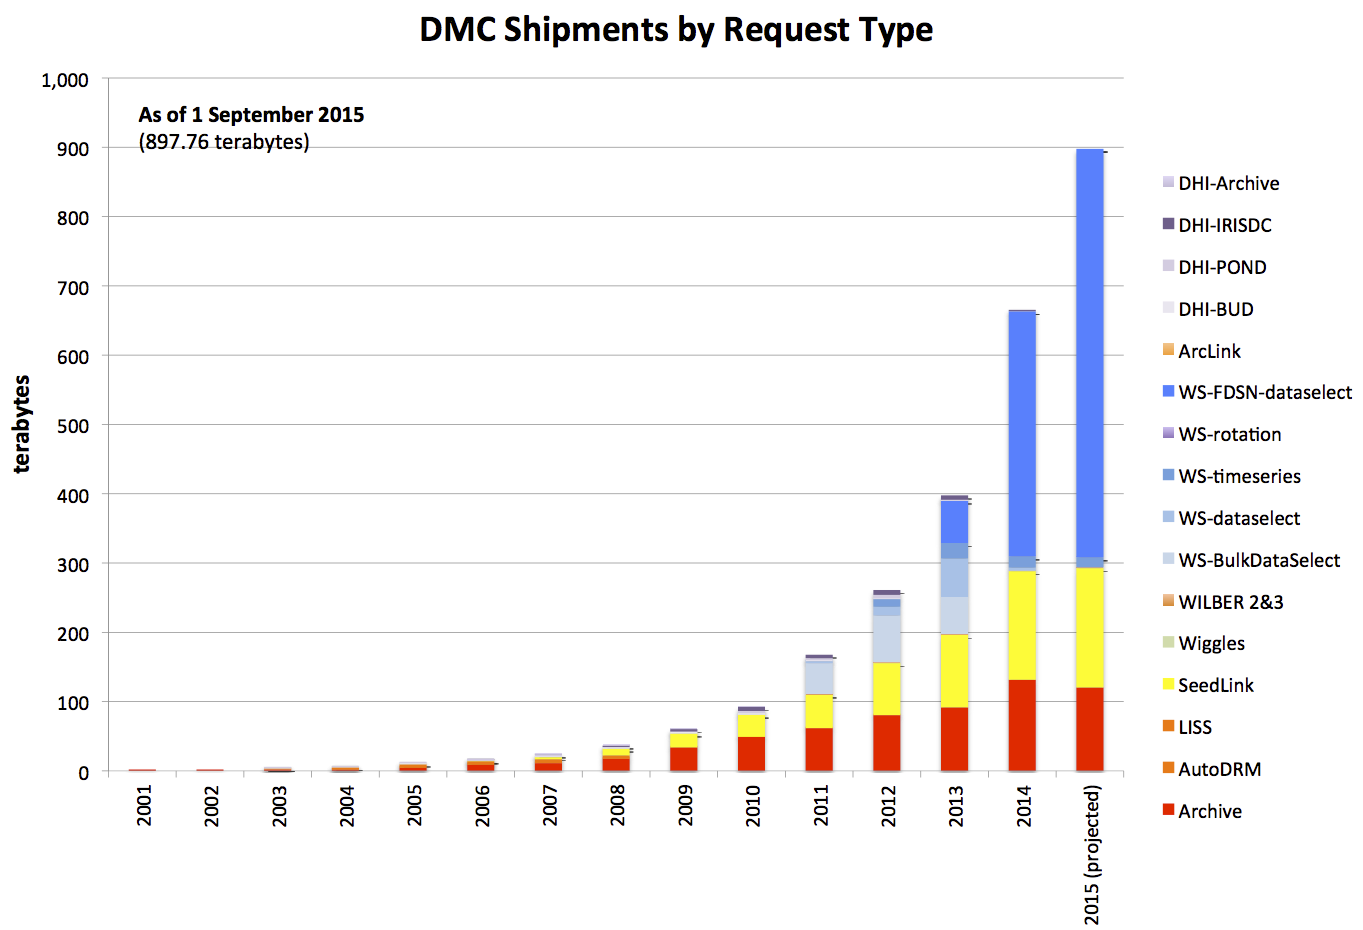 DMC Shipments by Request Type
As of 1 September 2015
(897.76 terabytes)
terabytes
1,000
900
800
700
600
500
400
300
200
100
0
2001
2002
2003
2004
2005
2006
2007
2008
2009
2010
2011
2012
2013
2014
2015 (projected)
DHI-Archive
DHI-IRISDC
DHI-POND
DHI-BUD
ArcLink
WS-FDSN-dataselect
WS-rotation
WS-timeseries
WS-dataselect
WS-BulkDataSelect
WILBER 2&3
Wiggles
SeedLink
LISS
AutoDRM
Archive